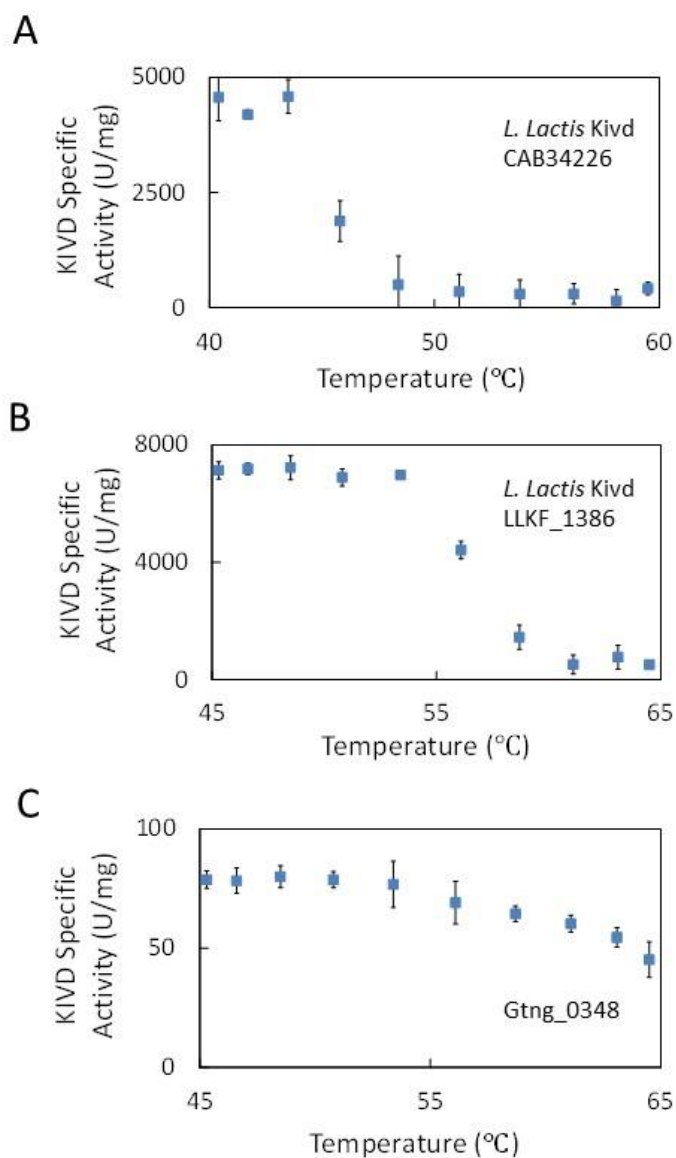 A
KIVD Specific
Activity (U/mg)
5000
2500
0
L. Lactis Kivd
CAB34226
40 50 60
Temperature (°C)
B
KIVD Specific
Activity (U/mg)
8000
4000
0
L. Lactis Kivd
LLKF_1386
45 55 65
Temperature (°C)
C
KIVD Specific
Activity (U/mg)
100
50
0
Gtng_0348
45 55 65
Temperature (°C)